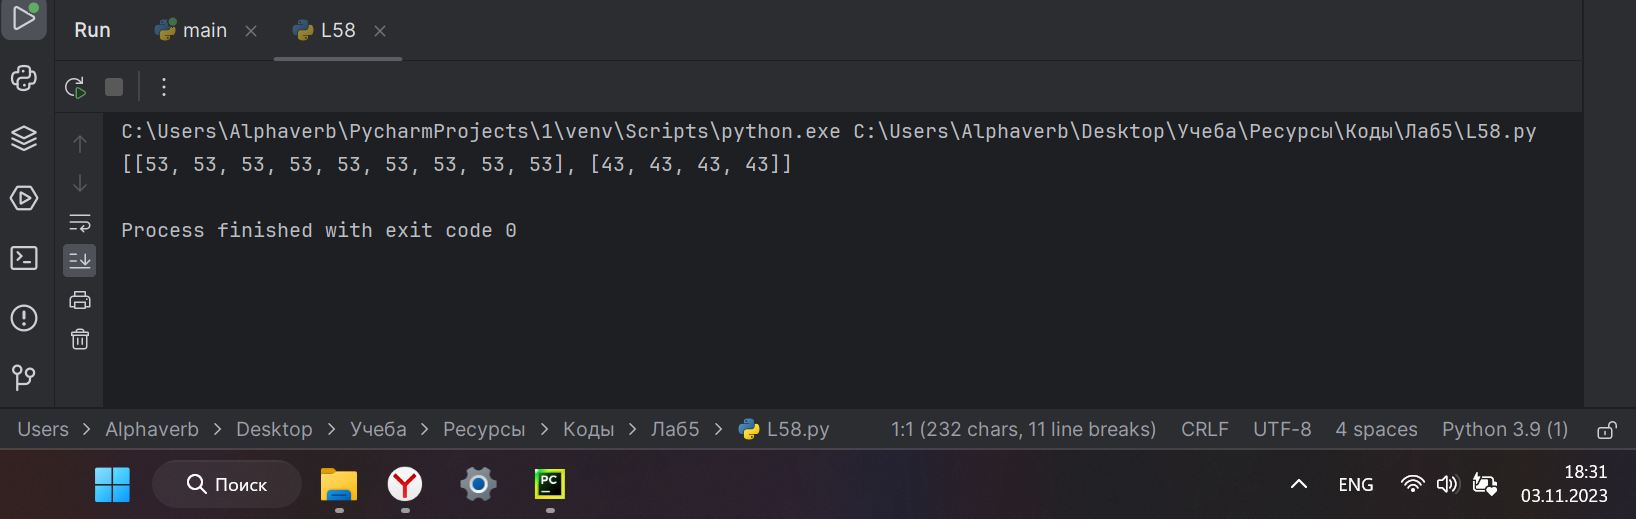 Run main L58
C:\Users\Alphaverb\PycharmProjects\1\venv\Scripts\python.exe C:\Users\Alphaverb\Desktop\Учеба\Ресурсы\Коды\Лаб5\L58.py
[[53, 53, 53, 53, 53, 53, 53, 53, 53], [43, 43, 43, 43]]
Process finished with exit code 0
Users > Alphaverb > Desktop > Учеба > Ресурсы > Коды > Лаб5 > L58.py 1:1 (232 chars, 11 line breaks) CRLF UTF-8 4 spaces Python 3.9 (1)
Поиск PC ENG 18:31
03.11.2023